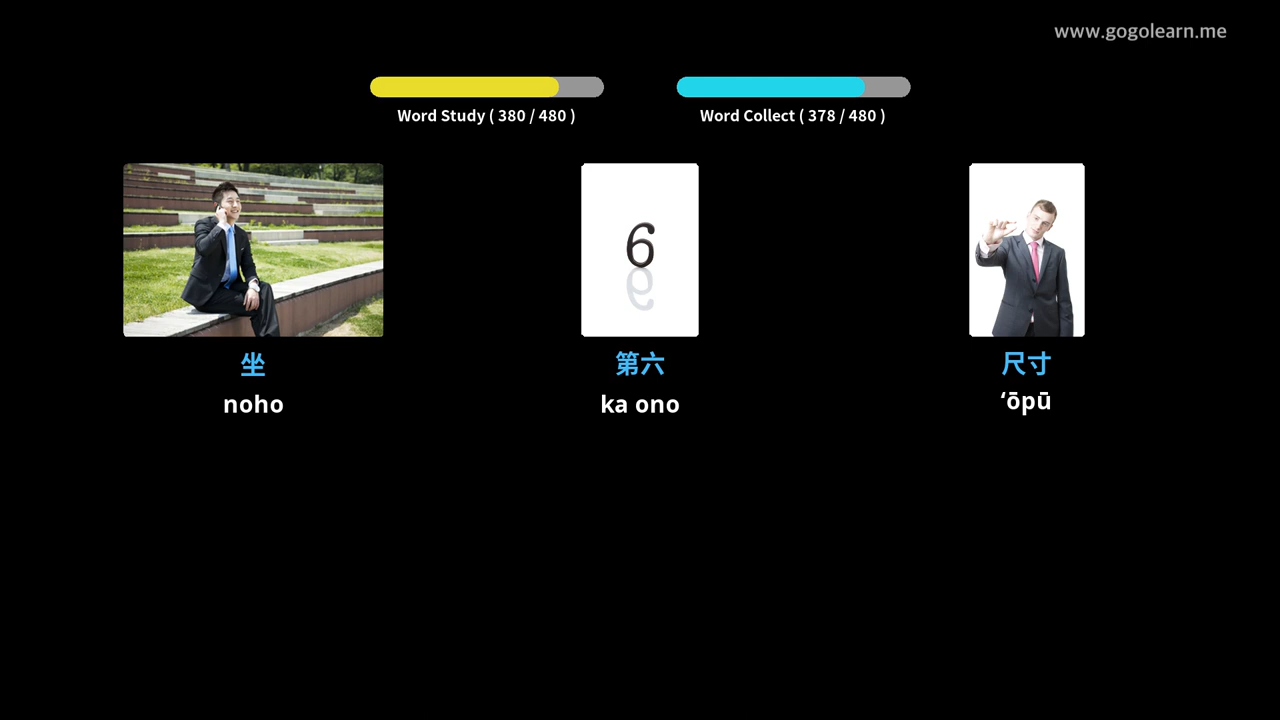 www.gogolearn.me
Word Study ( 380 / 480 )
Word Collect ( 378 / 480 )
6
坐
第六
尺寸
noho
ka ono
ʻōpū